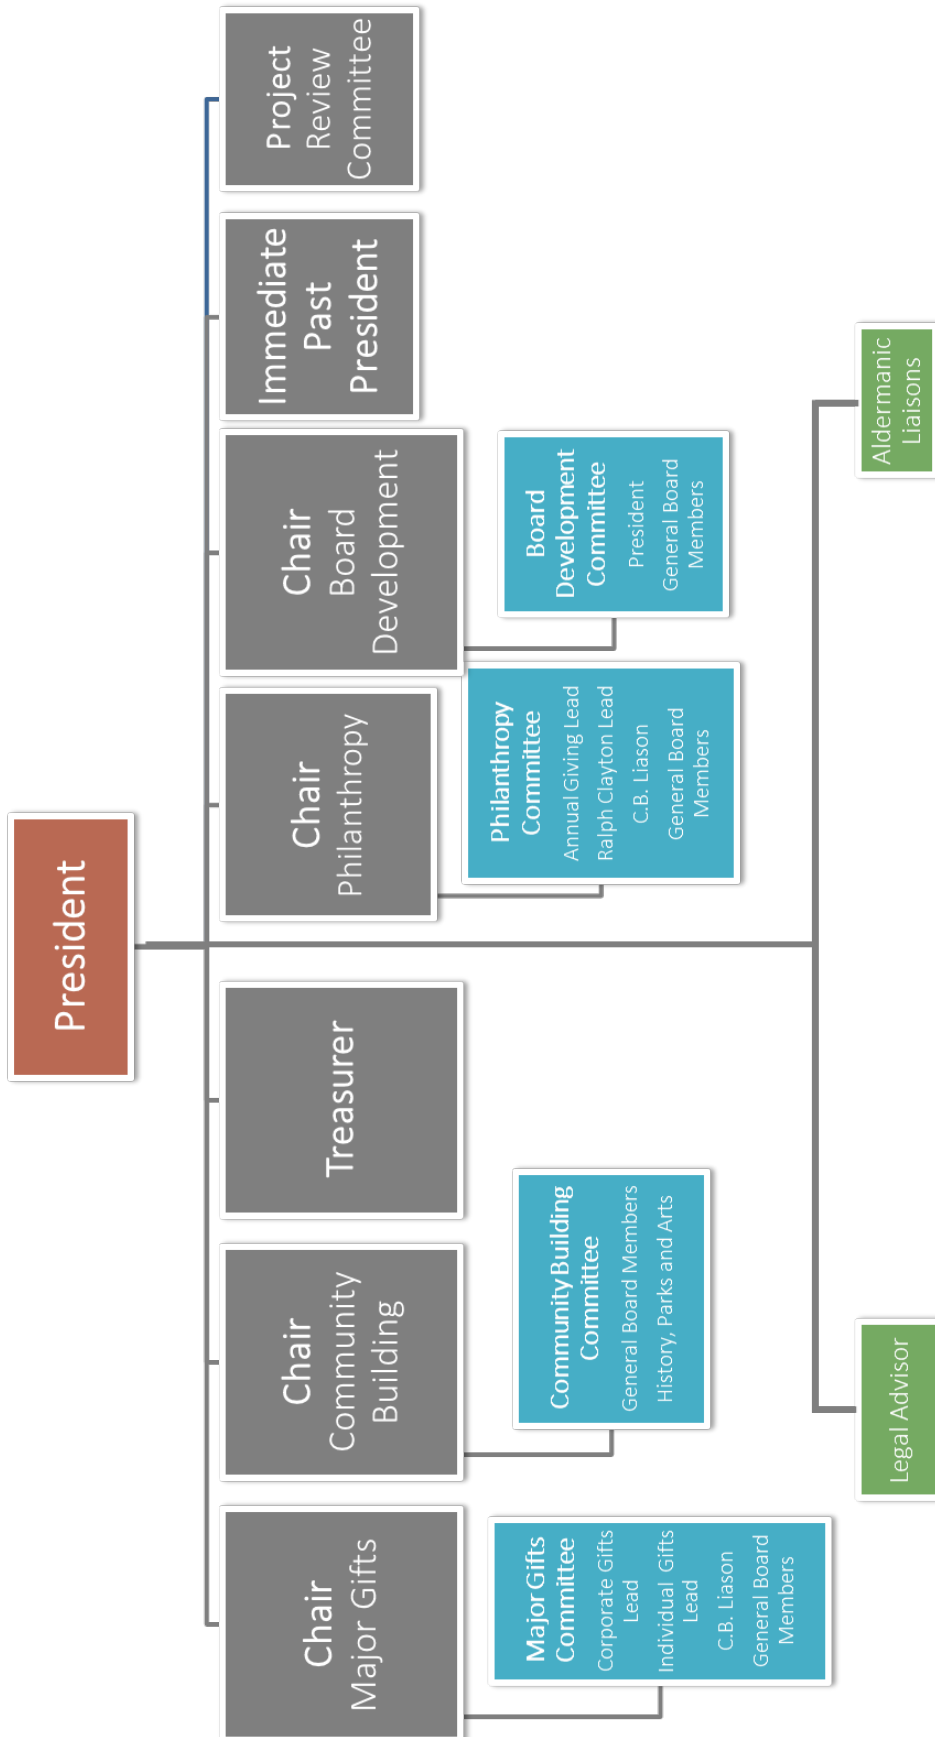 President
Chair
Major Gifts
Chair
Community
Building
Treasurer
Chair
Philanthropy
Chair
Board
Development
Immediate
Past
President
Project
Review
Committee
Major Gifts
Committee
Corporate Gifts
Lead
Individual Gifts
Lead
C.B. Liason
General Board
Members
Community Building
Committee
General Board Members
History, Parks and Arts
Philanthropy
Committee
Annual Giving Lead
Ralph Clayton Lead
C.B. Liason
General Board
Members
Board
Development
Committee
President
General Board
Members
Legal Advisor
Aldermanic
Liaisons